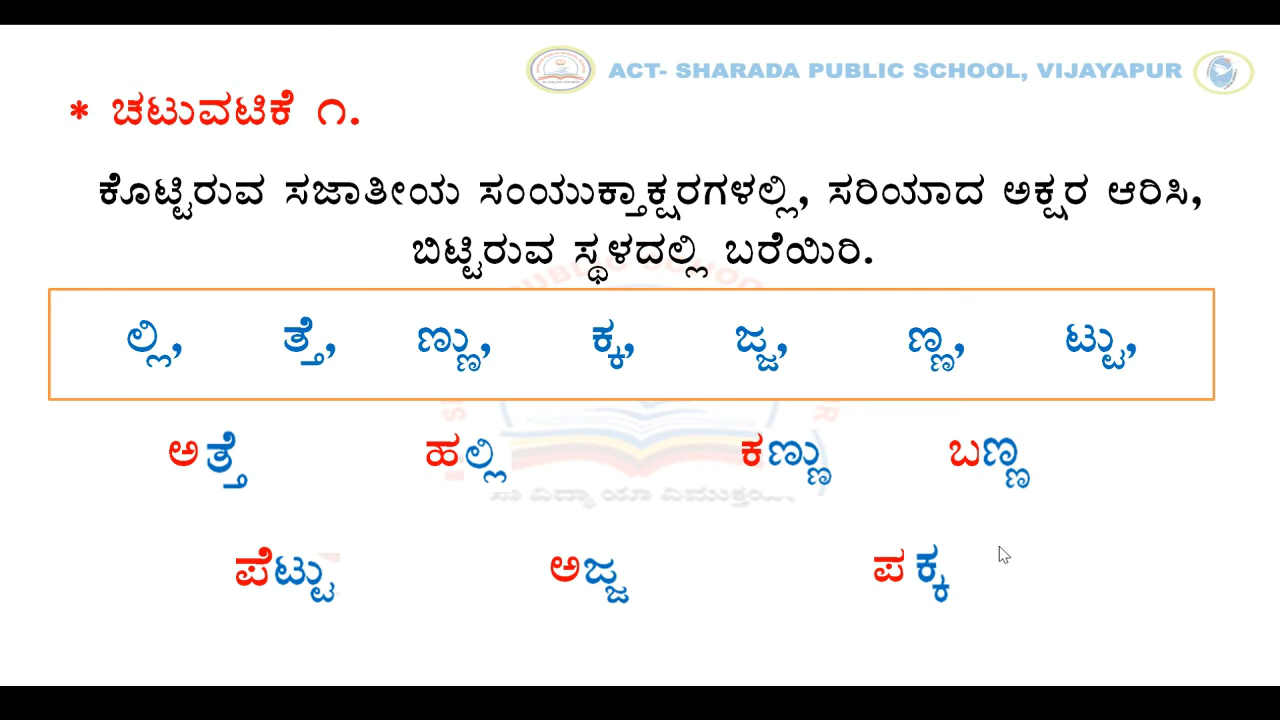 ACT- SHARADA PUBLIC SCHOOL, VIJAYAPUR
* ಚಟುವಟಿಕೆ ೧.
ಕೊಟ್ಟಿರುವ ಸಜಾತೀಯ ಸಂಯುಕ್ತಾಕ್ಷರಗಳಲ್ಲಿ, ಸರಿಯಾದ ಅಕ್ಷರ ಆರಿಸಿ,
ಬಿಟ್ಟಿರುವ ಸ್ಥಳದಲ್ಲಿ ಬರೆಯಿರಿ.
ಲ್ಲಿ, ತ್ತೆ, ಣ್ಣು, ಕ್ಕ, ಜ್ಜ, ಣ್ಣ, ಟ್ಟು,
ಅತ್ತೆ ಹಲ್ಲಿ ಕಣ್ಣು ಬಣ್ಣ
ಪೆಟ್ಟು ಅಜ್ಜ ಪಕ್ಕ